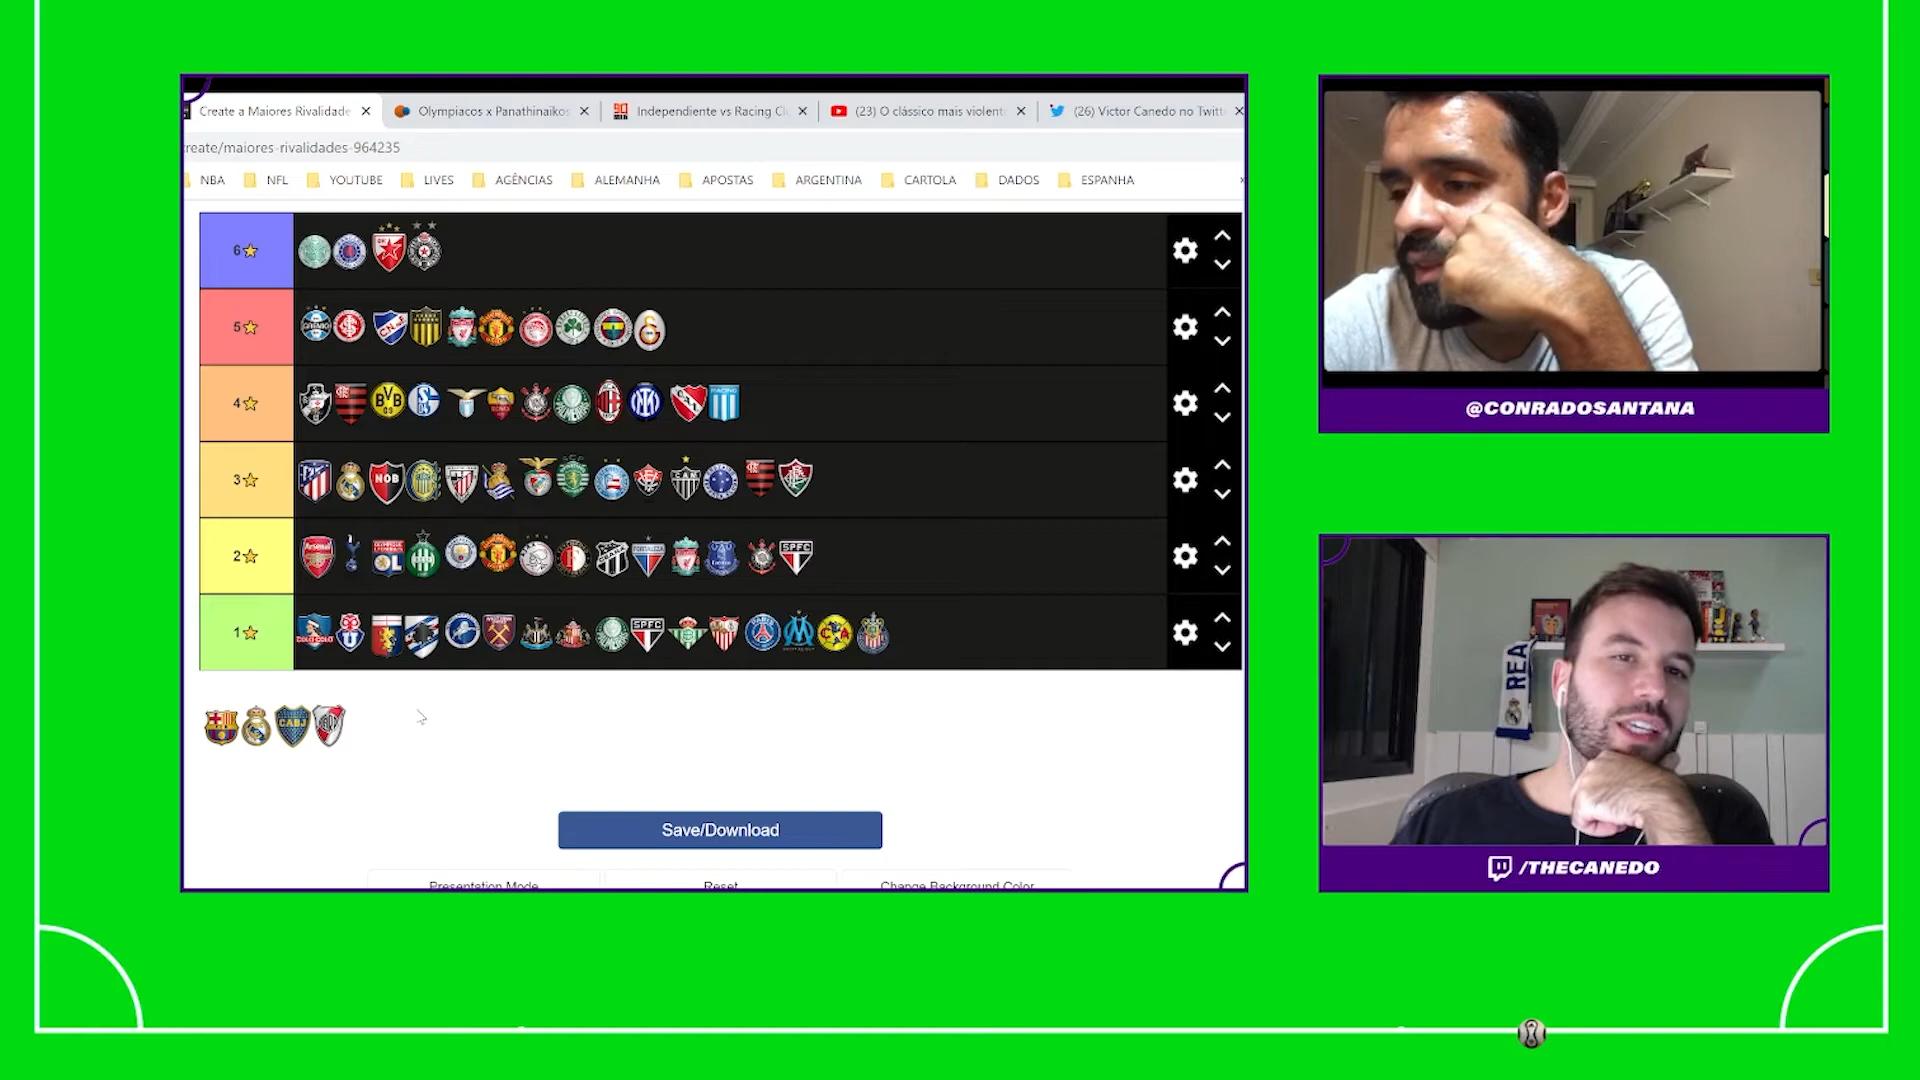 Create a Maiores Rivalidade
Olympiacos x Panathinaikos
Independiente vs Racing Cl
(23) O clássico mais violent
(26) Victor Canedo no Twitt
create/maiores-rivalidades-964235
NBA
NFL
YOUTUBE
LIVES
AGÊNCIAS
ALEMANHA
APOSTAS
ARGENTINA
CARTOLA
DADOS
ESPANHA
6
5
4
3
2
1
Save/Download
Presentation Mode
Reset
Change Background Color
@CONRADOSANTANA
REA
/THECANEDO